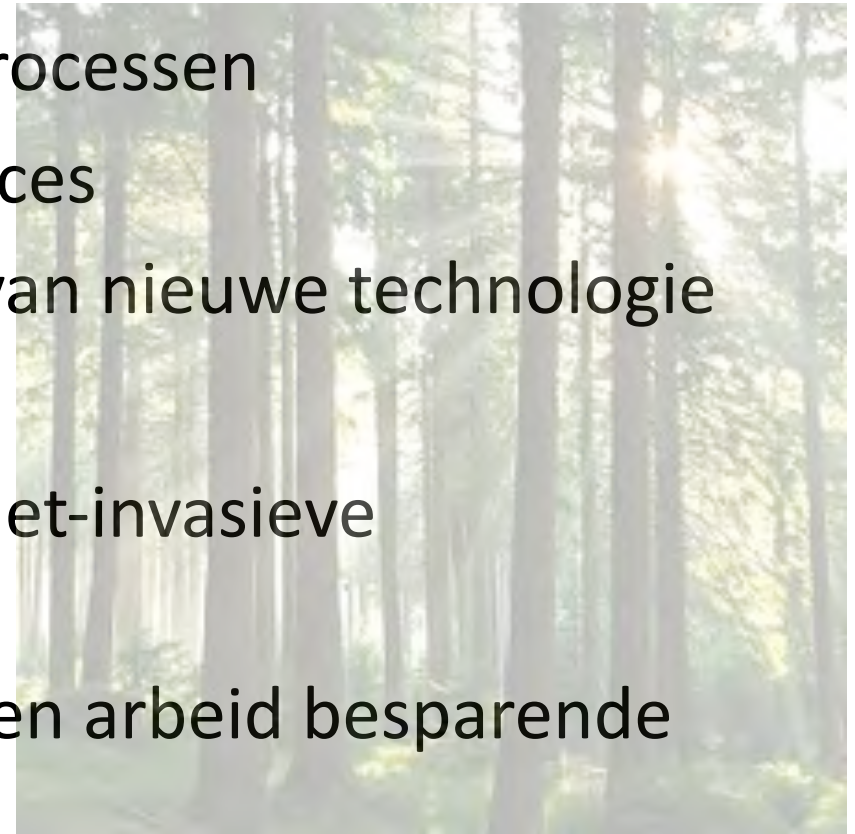 rocessen
ces
van nieuwe technologie
et-invasieve
en arbeid besparende